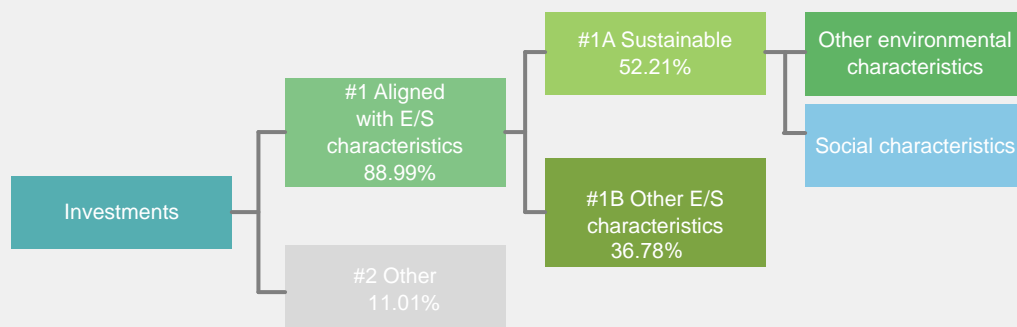 Investments
#1 Aligned
with E/S
characteristics
88.99%
#2 Other
11.01%
#1A Sustainable
52.21%
#1B Other E/S
characteristics
36.78%
Other environmental
characteristics
Social characteristics